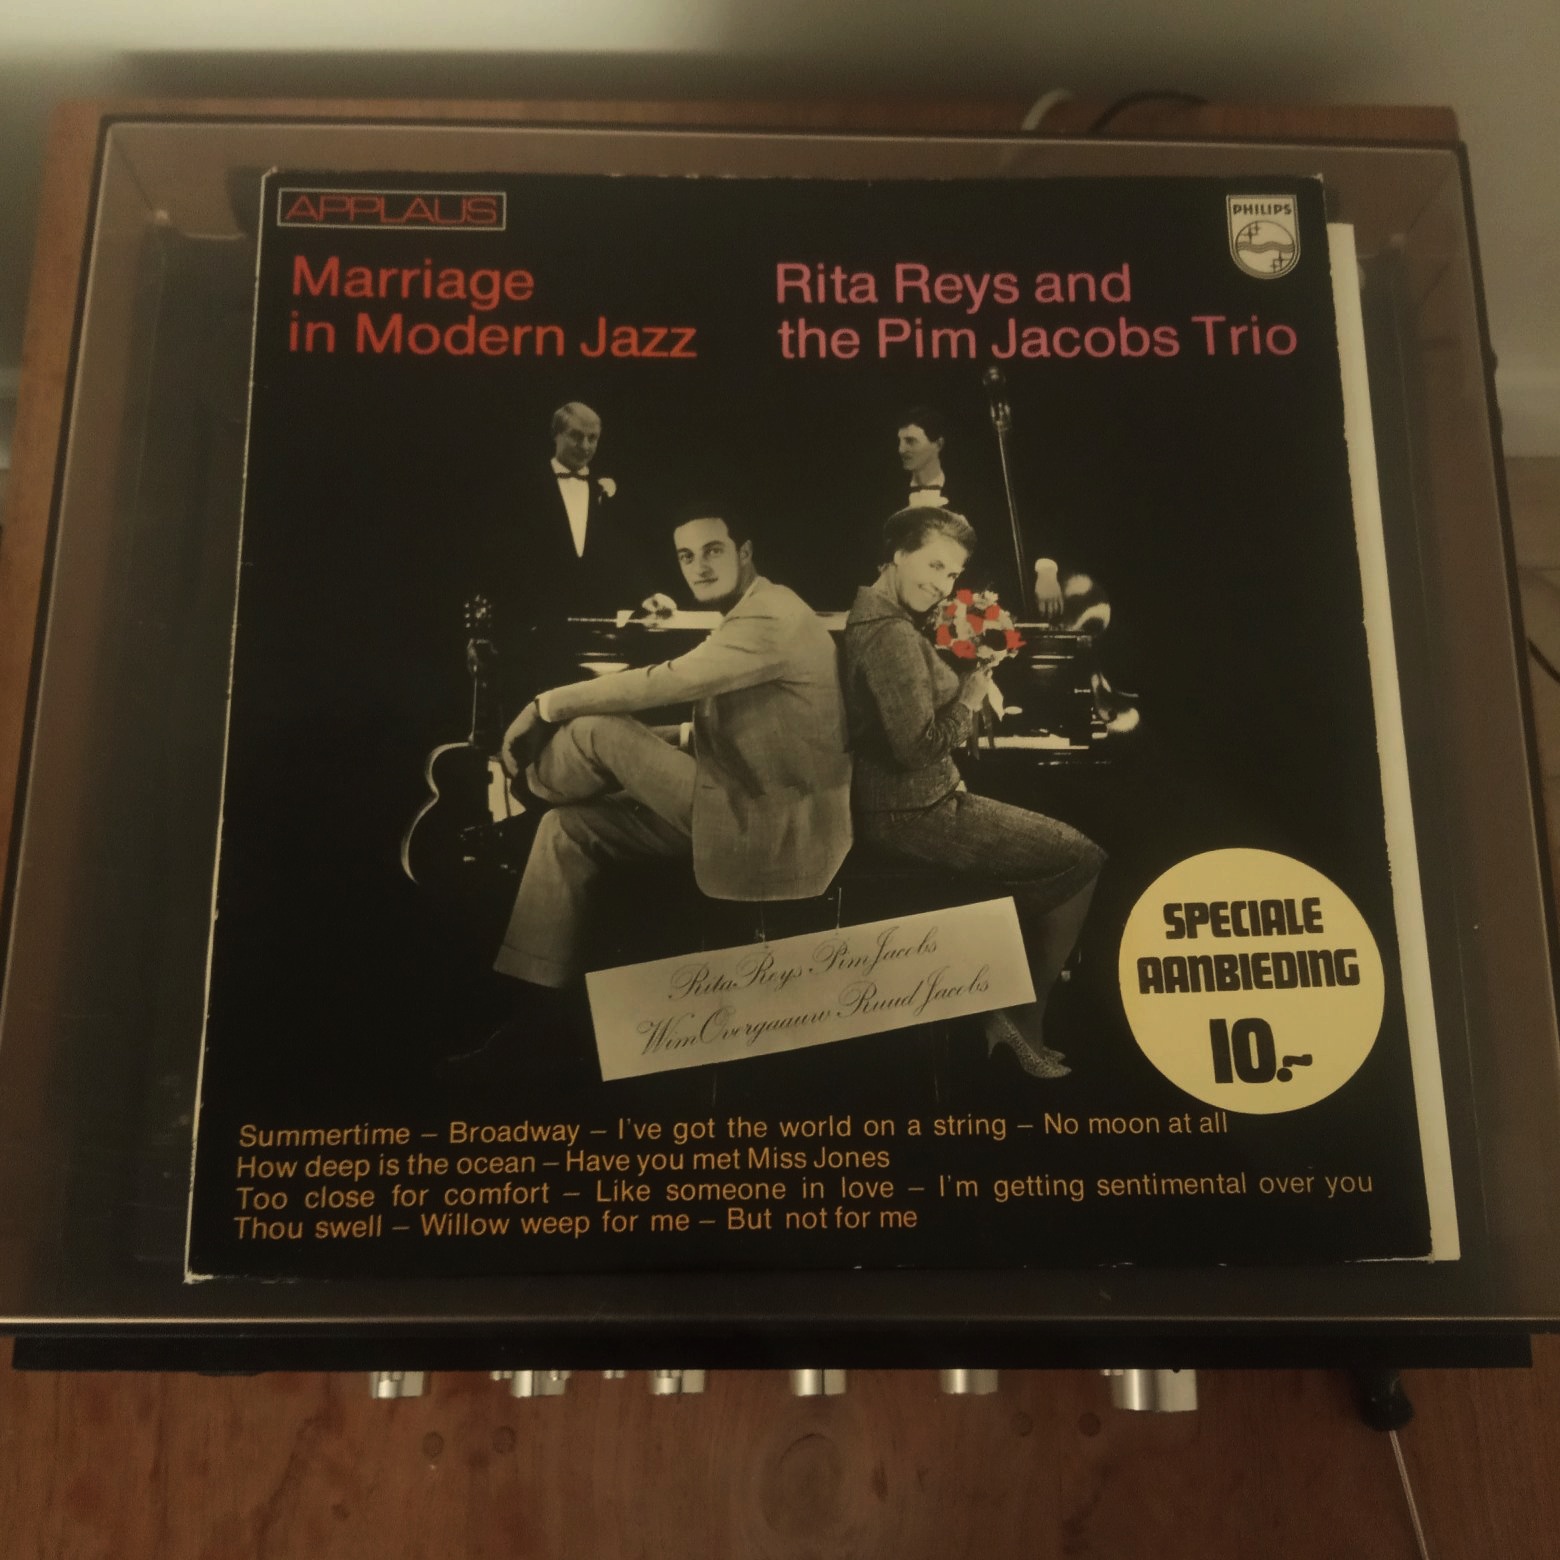 APPLAUS
PHILIPS
Marriage
in Modern Jazz
Rita Reys and
the Pim Jacobs Trio
Rita Reys Pim Jacobs
Wim Overgaauw Ruud Jacobs
SPECIALE
AANBIEDING
10.-
Summertime – Broadway – I've got the world on a string – No moon at all
How deep is the ocean – Have you met Miss Jones
Too close for comfort – Like someone in love – I'm getting sentimental over you
Thou swell – Willow weep for me – But not for me